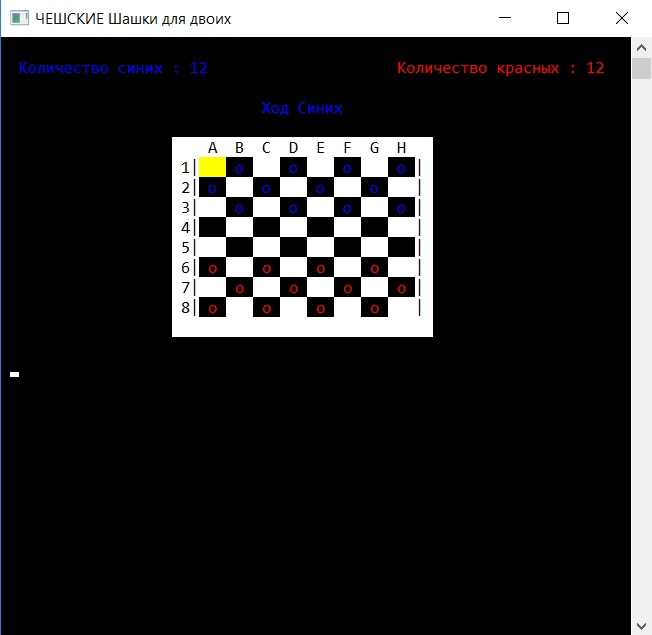 ЧЕШСКИЕ Шашки для двоих
Количество синих : 12 Количество красных : 12
Ход Синих
A B C D E F G H
1| o o o o|
2| o o o o |
3| o o o o|
4| |
5| |
6| o o o o |
7| o o o o|
8| o o o o |